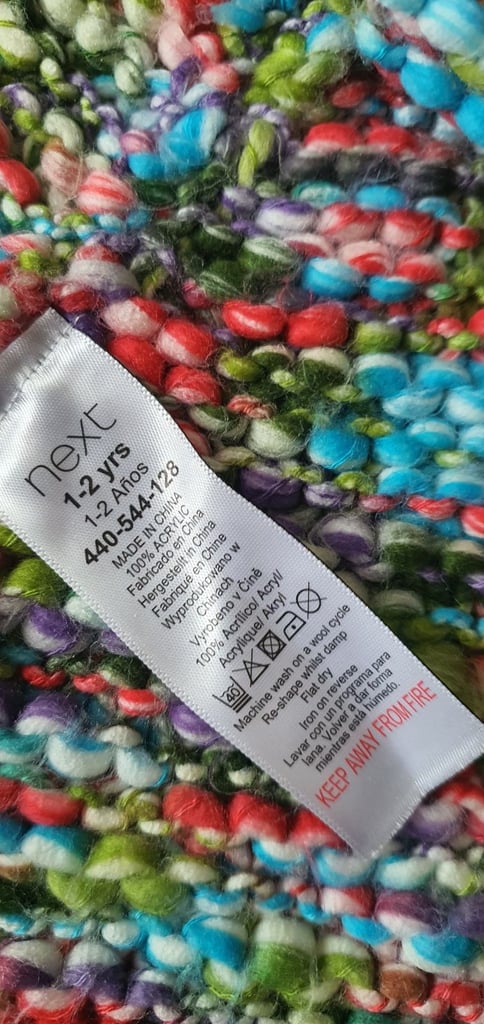 next
1-2 yrs
1-2 Años
440-544-128
MADE IN CHINA
100% ACRYLIC
Fabricado en China
Hergestellt in China
Fabriqué en Chine
Wyprodukowano w
Chinach
Vyrobeno v Číně
100% Acrílico/ Acryl/
Acrylique/ Akryl
40
Machine wash on a wool cycle
Re-shape whilst damp
Flat dry
Iron on reverse
Lavar con un programa para
lana. Volver a dar forma
mientras está húmedo.
KEEP AWAY FROM FIRE